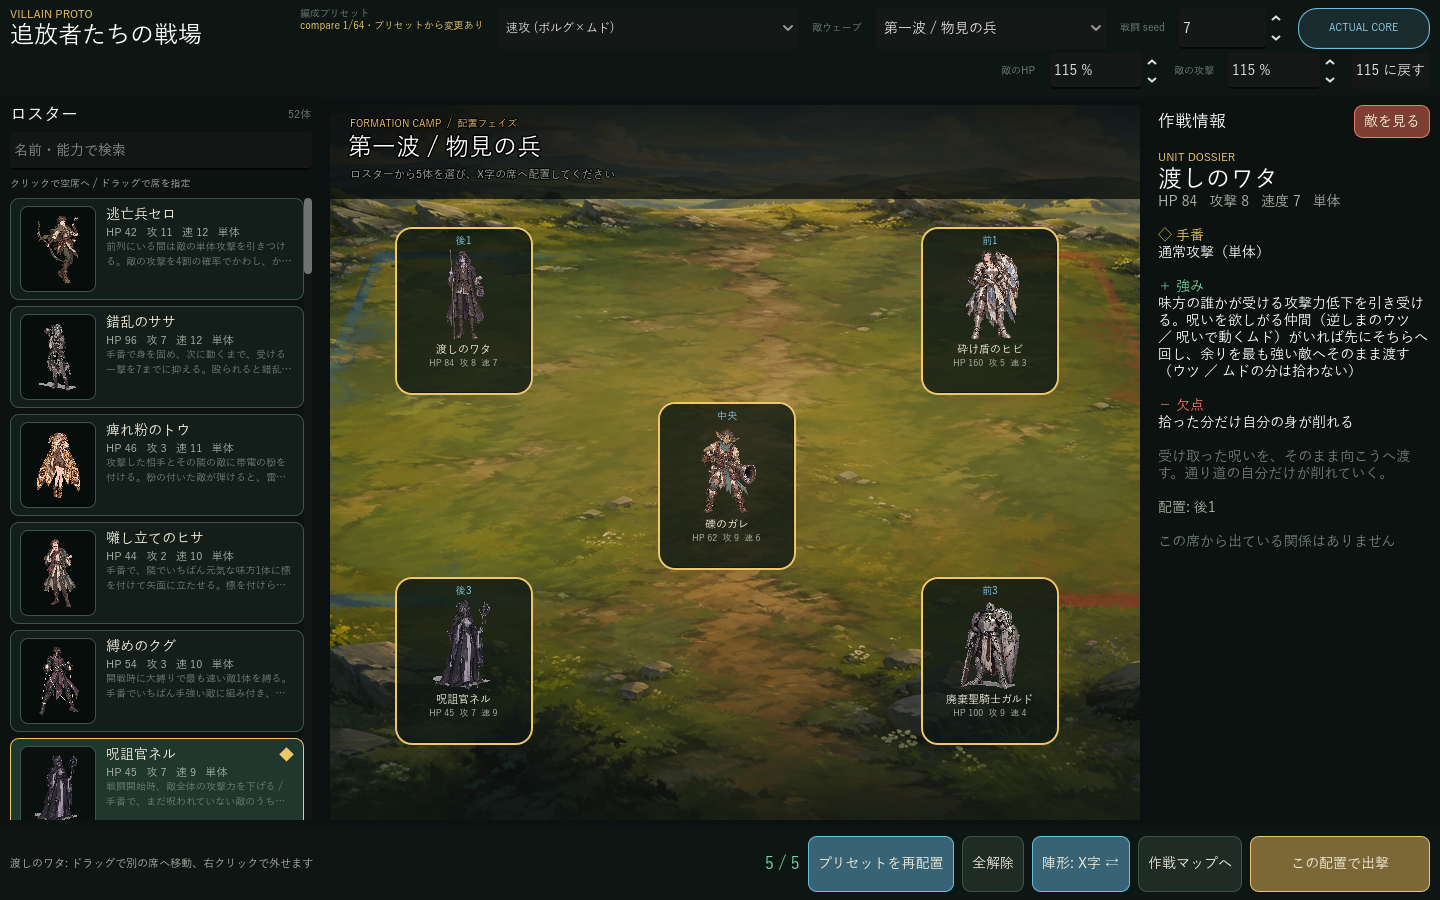 VILLAIN PROTO
追放者たちの戦場
編成プリセット
compare 1/64・プリセットから変更あり
速攻 (ボルグ×ムド)
敵ウェーブ
第一波 / 物見の兵
戦闘 seed
7
ACTUAL CORE
敵のHP
115 %
敵の攻撃
115 %
115 に戻す
ロスター
52体
名前・能力で検索
クリックで空席へ / ドラッグで席を指定
逃亡兵セロ
HP 42 攻 11 速 12 単体
前列にいる間は敵の単体攻撃を引きつけ
る。敵の攻撃を4割の確率でかわし、か…
錯乱のササ
HP 96 攻 7 速 12 単体
手番で身を固め、次に動くまで、受ける
一撃を7までに抑える。殴られると錯乱…
痺れ粉のトウ
HP 46 攻 3 速 11 単体
攻撃した相手とその隣の敵に帯電の粉を
付ける。粉の付いた敵が弾けると、雷…
囃し立てのヒサ
HP 44 攻 2 速 10 単体
手番で、隣でいちばん元気な味方1体に標
を付けて矢面に立たせる。標を付けら…
縛めのクグ
HP 54 攻 3 速 10 単体
開戦時に大縛りで最も速い敵1体を縛る。
手番でいちばん手強い敵に組み付き、…
呪詛官ネル
HP 45 攻 7 速 9 単体
戦闘開始時、敵全体の攻撃力を下げる /
手番で、まだ呪われていない敵のうち…
FORMATION CAMP / 配置フェイズ
第一波 / 物見の兵
ロスターから5体を選び、X字の席へ配置してください
後1
渡しのワタ
HP 84 攻 8 速 7
前1
砕け盾のヒビ
HP 160 攻 5 速 3
中央
礫のガレ
HP 62 攻 9 速 6
後3
呪詛官ネル
HP 45 攻 7 速 9
前3
廃棄聖騎士ガルド
HP 100 攻 9 速 4
作戦情報
敵を見る
UNIT DOSSIER
渡しのワタ
HP 84 攻撃 8 速度 7 単体
◇ 手番
通常攻撃（単体）
＋ 強み
味方の誰かが受ける攻撃力低下を引き受け
る。呪いを欲しがる仲間（逆しまのウツ
／ 呪いで動くムド）がいれば先にそちらへ
回し、余りを最も強い敵へそのまま渡す
（ウツ ／ ムドの分は拾わない）
− 欠点
拾った分だけ自分の身が削れる
受け取った呪いを、そのまま向こうへ渡
す。通り道の自分だけが削れていく。
配置: 後1
この席から出ている関係はありません
渡しのワタ: ドラッグで別の席へ移動、右クリックで外せます
5 / 5
プリセットを再配置
全解除
陣形: X字 ⇄
作戦マップへ
この配置で出撃